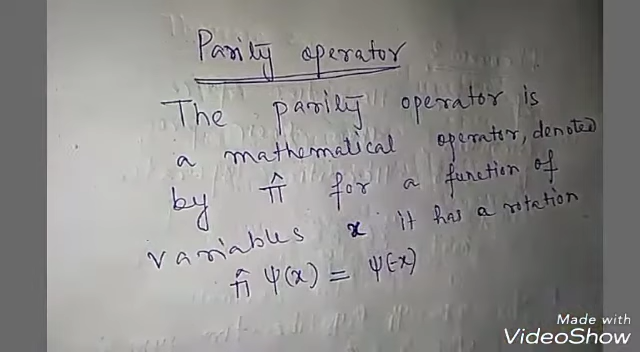 Parity operator
The parity operator is
a mathematical operator, denoted
by π̂ for a function of
variables x it has a rotation
π̂ ψ(x) = ψ(-x)
Made with
VideoShow